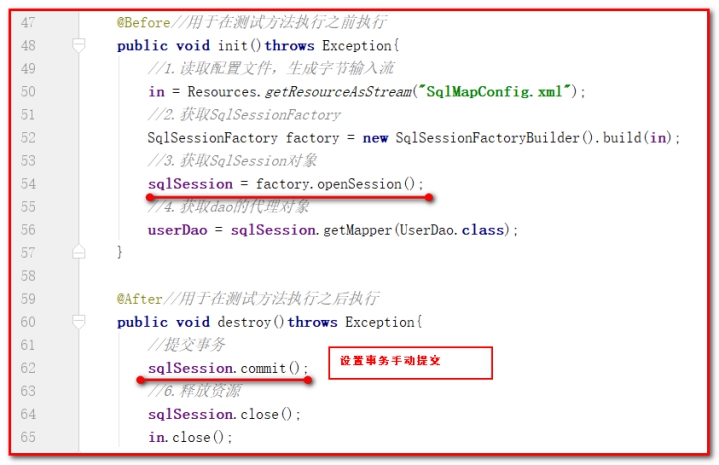 47 @Before//用于在测试方法执行之前执行
48 public void init()throws Exception{
49 //1.读取配置文件，生成字节输入流
50 in = Resources.getResourceAsStream("SqlMapConfig.xml");
51 //2.获取SqlSessionFactory
52 SqlSessionFactory factory = new SqlSessionFactoryBuilder().build(in);
53 //3.获取SqlSession对象
54 sqlSession = factory.openSession();
55 //4.获取dao的代理对象
56 userDao = sqlSession.getMapper(UserDao.class);
57 }
58
59 @After//用于在测试方法执行之后执行
60 public void destroy()throws Exception{
61 //提交事务
62 sqlSession.commit(); 设置事务手动提交
63 //6.释放资源
64 sqlSession.close();
65 in.close();